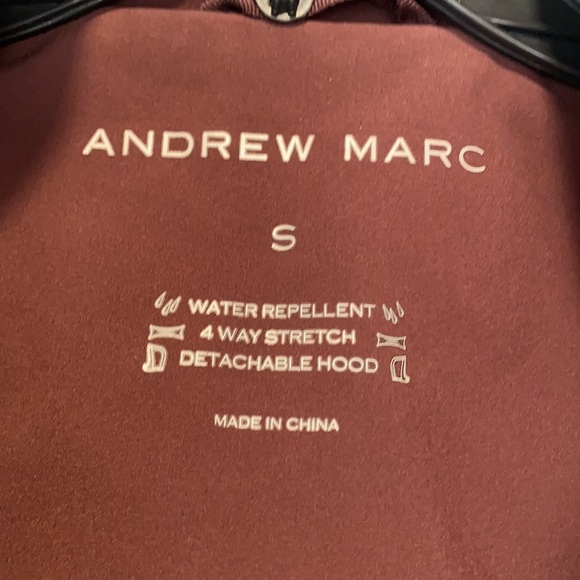 ANDREW MARC
S
WATER REPELLENT
4 WAY STRETCH
DETACHABLE HOOD
MADE IN CHINA